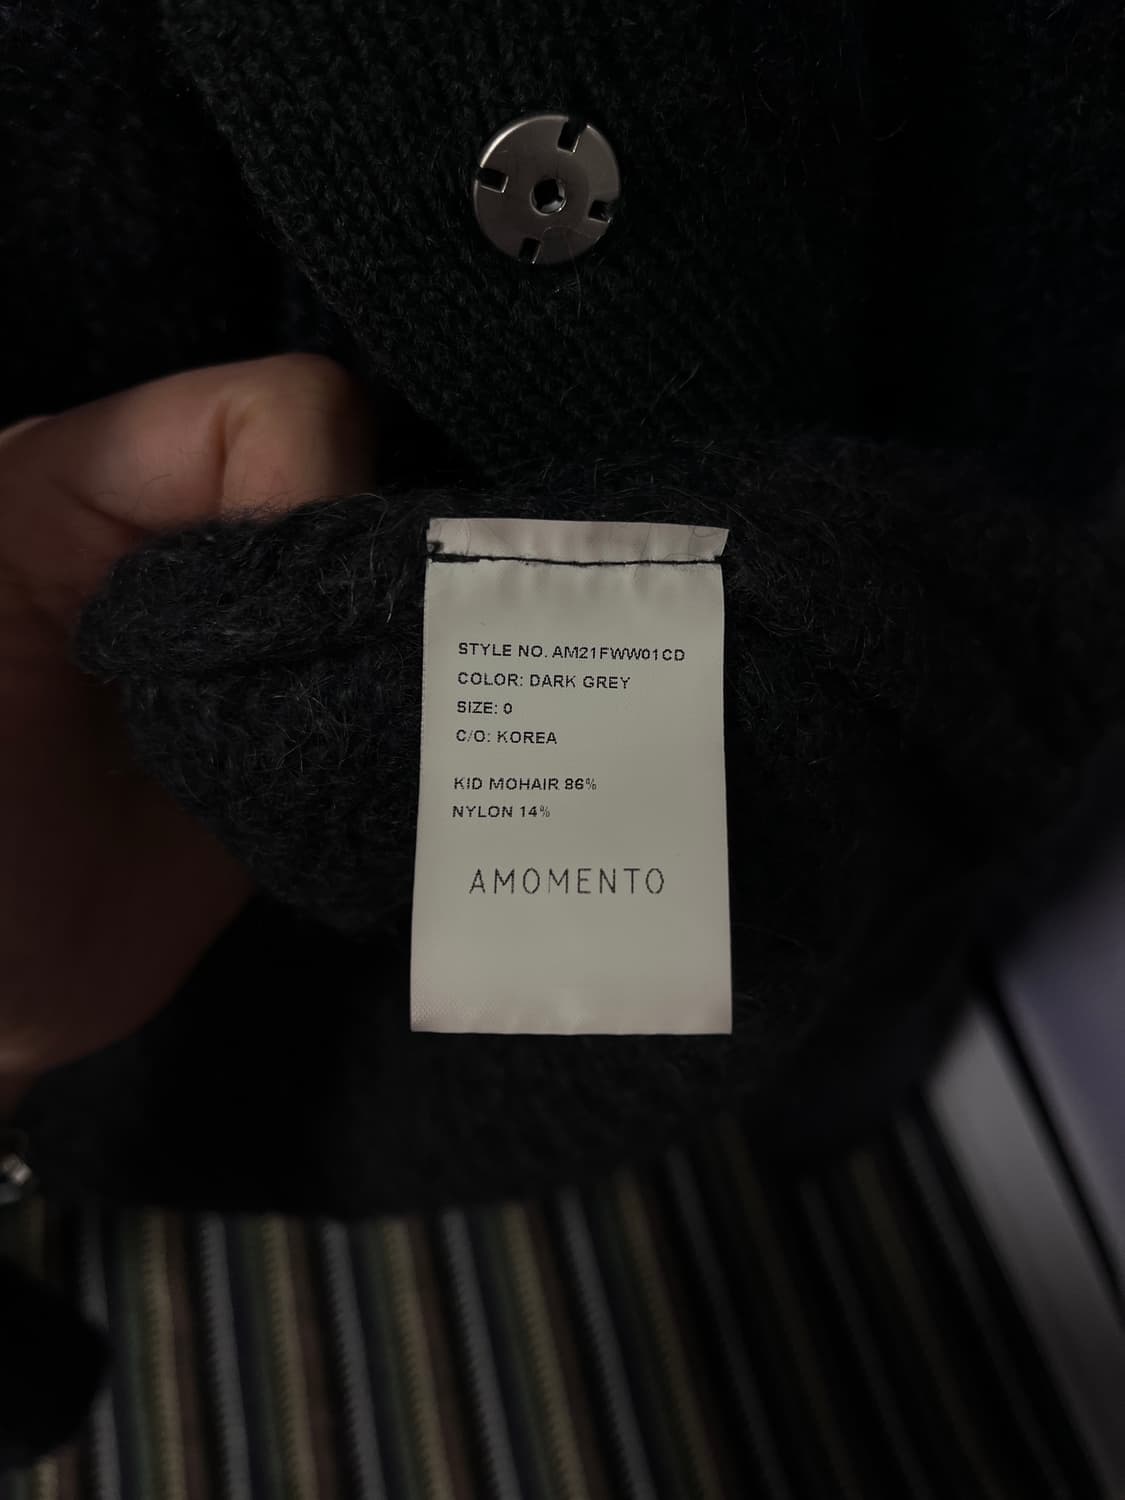 STYLE NO. AM21FWW01CD
COLOR: DARK GREY
SIZE: 0
C/O: KOREA
KID MOHAIR 86%
NYLON 14%
AMOMENTO